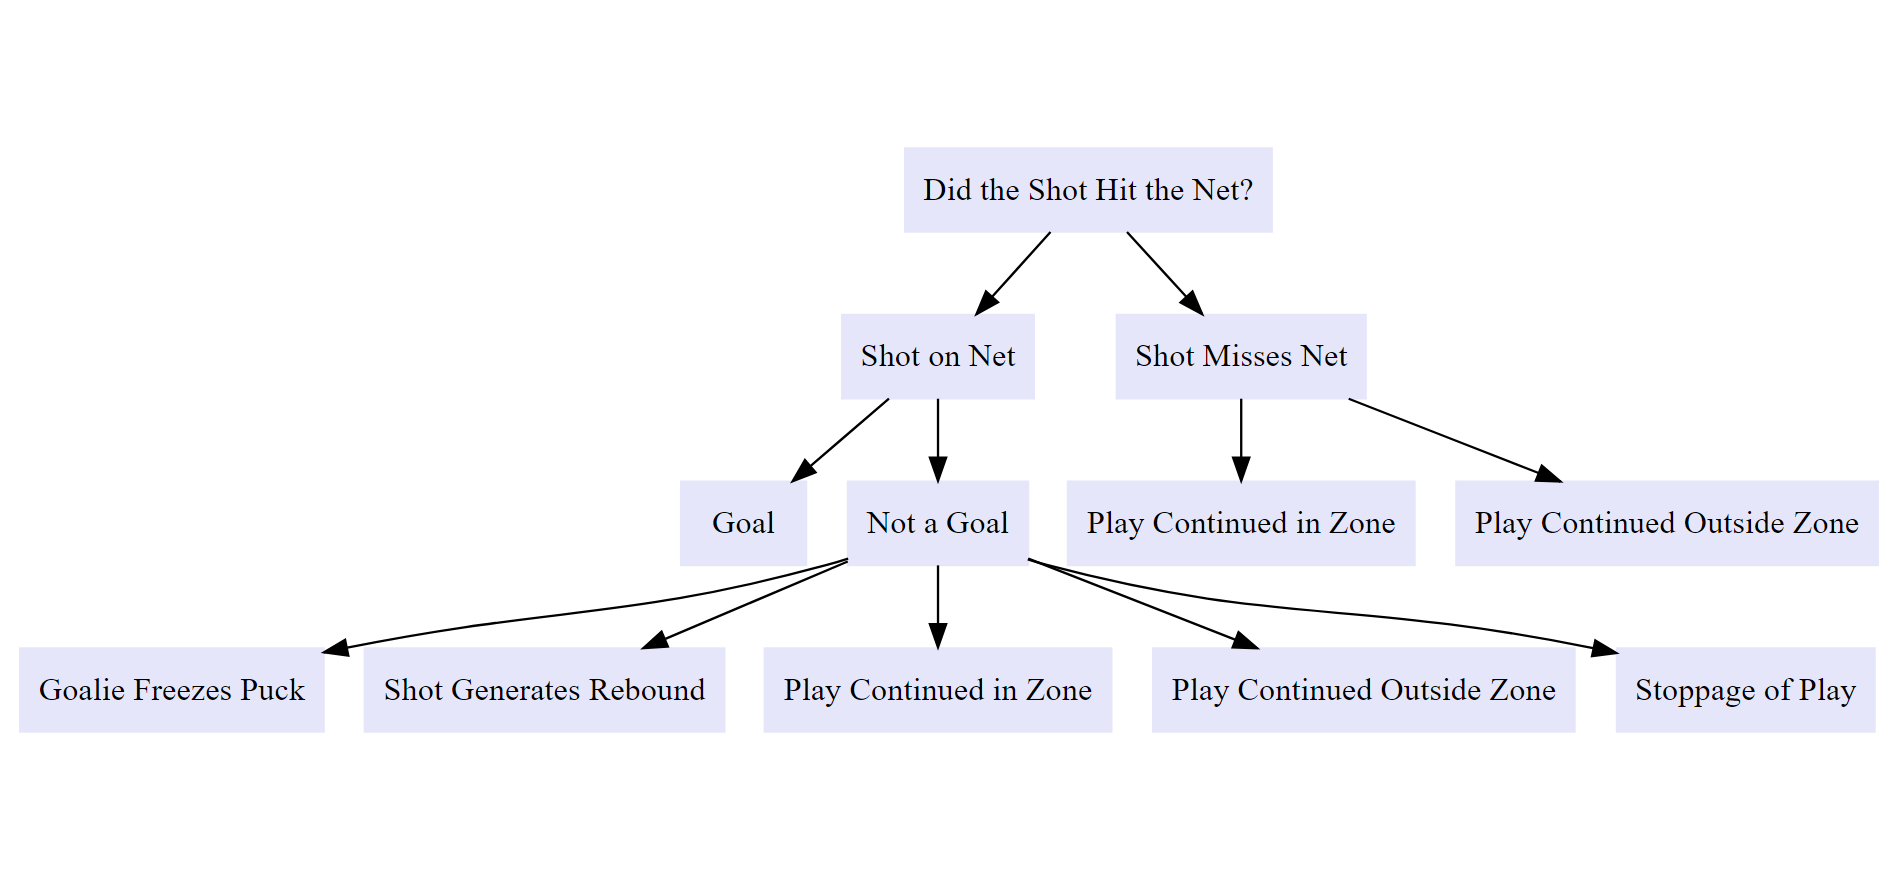 Did the Shot Hit the Net?
Shot on Net
Shot Misses Net
Goal
Not a Goal
Play Continued in Zone
Play Continued Outside Zone
Goalie Freezes Puck
Shot Generates Rebound
Play Continued in Zone
Play Continued Outside Zone
Stoppage of Play